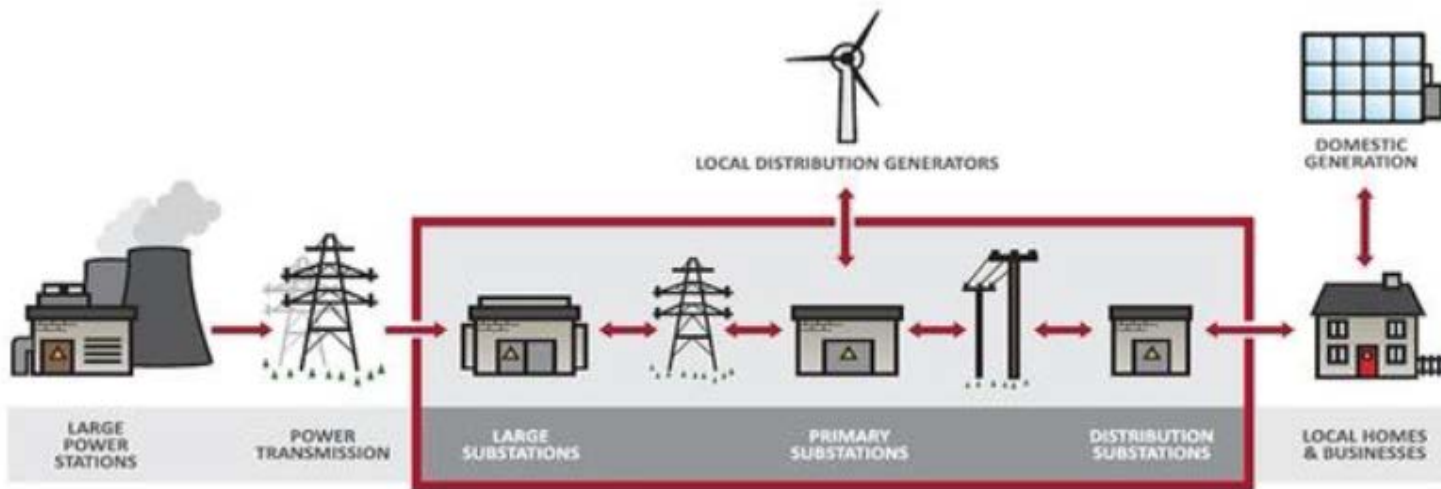 LOCAL DISTRIBUTION GENERATORS
DOMESTIC
GENERATION
LARGE
POWER
STATIONS
POWER
TRANSMISSION
LARGE
SUBSTATIONS
PRIMARY
SUBSTATIONS
DISTRIBUTION
SUBSTATIONS
LOCAL HOMES
& BUSINESSES